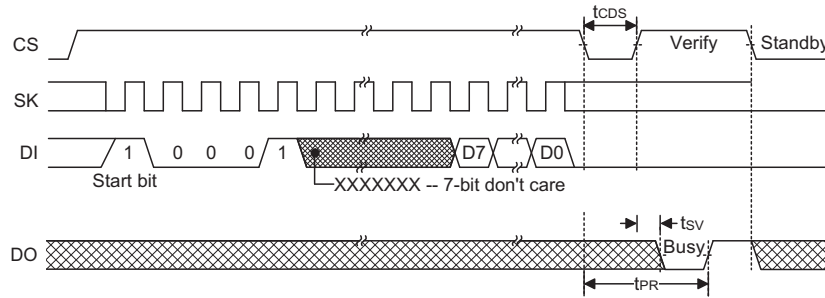 tCDS
CS Verify Standby
SK
DI 1 0 0 0 1 D7 D0
Start bit
XXXXXXX -- 7-bit don't care
tSV
DO Busy
tPR